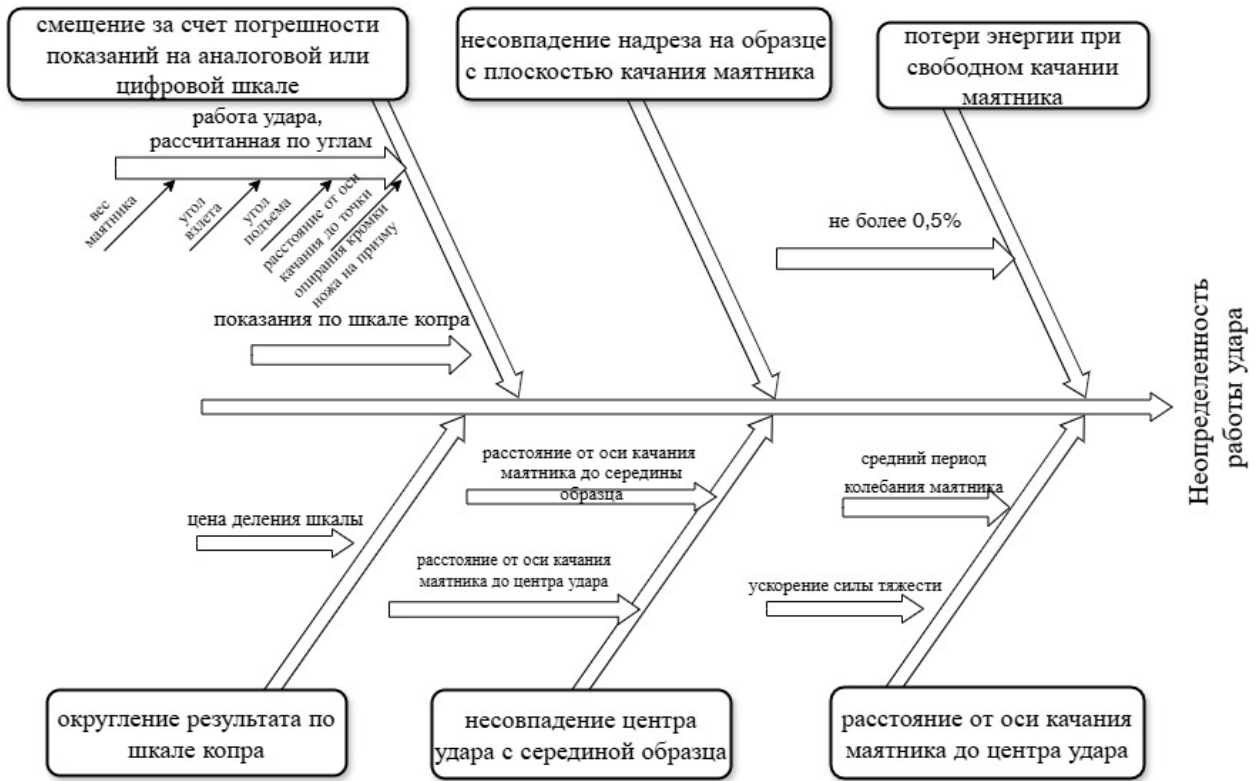 смещение за счет погрешности
показаний на аналоговой или
цифровой шкале
несовпадение надреза на образце
с плоскостью качания маятника
потери энергии при
свободном качании
маятника
работа удара,
рассчитанная по углам
вес
маятника
угол
взлета
угол
подъема
расстояние от оси
качания до точки
опирания кромки
ножа на призму
не более 0,5%
показания по шкале копра
Неопределенность
работы удара
расстояние от оси качания
маятника до середины
образца
средний период
колебания маятника
цена деления шкалы
расстояние от оси качания
маятника до центра удара
ускорение силы тяжести
округление результата по
шкале копра
несовпадение центра
удара с серединой образца
расстояние от оси качания
маятника до центра удара